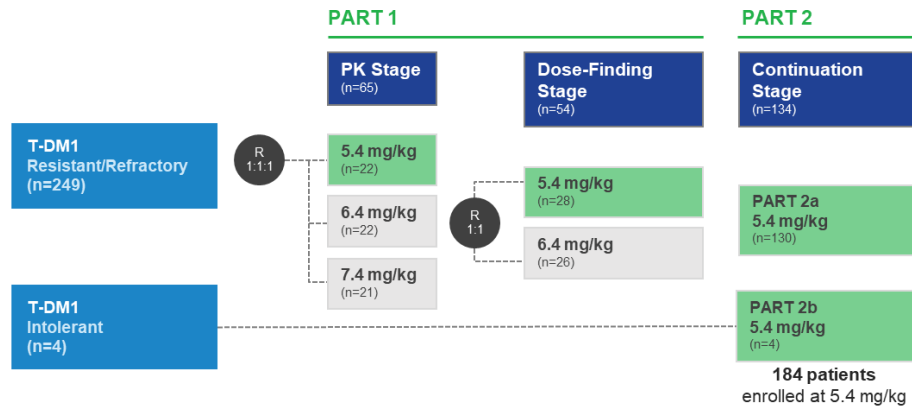 PART 1
PART 2
PK Stage
(n=65)
Dose-Finding
Stage
(n=54)
Continuation
Stage
(n=134)
T-DM1
Resistant/Refractory
(n=249)
R
1:1:1
5.4 mg/kg
(n=22)
6.4 mg/kg
(n=22)
7.4 mg/kg
(n=21)
R
1:1
5.4 mg/kg
(n=28)
6.4 mg/kg
(n=26)
PART 2a
5.4 mg/kg
(n=130)
T-DM1
Intolerant
(n=4)
PART 2b
5.4 mg/kg
(n=4)
184 patients
enrolled at 5.4 mg/kg